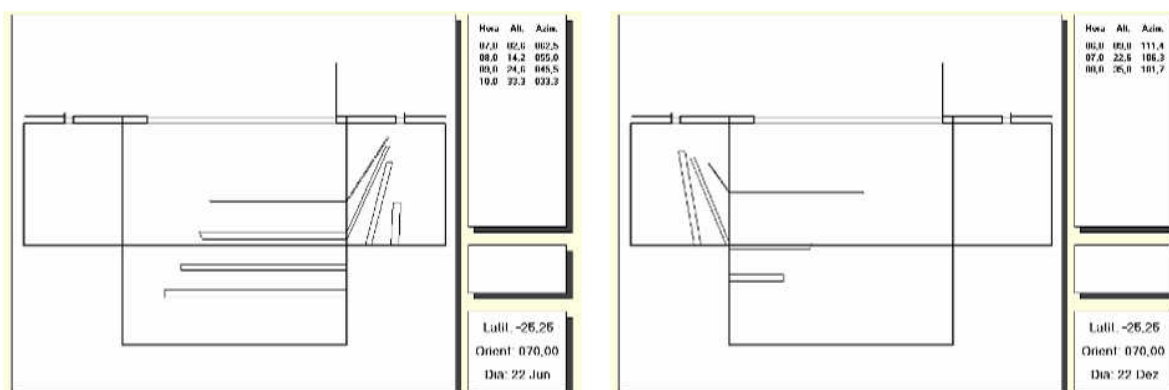 Hora Alt. Azim.
07,0 02,6 062,5
08,0 14,2 055,0
09,0 24,6 045,5
10,0 33,3 033,3
Latit. -25,25
Orient: 070,00
Dia: 22 Jun
Hora Alt. Azim.
06,0 09,8 111,4
07,0 22,6 106,3
08,0 35,8 101,7
Latit. -25,25
Orient: 070,00
Dia: 22 Dez